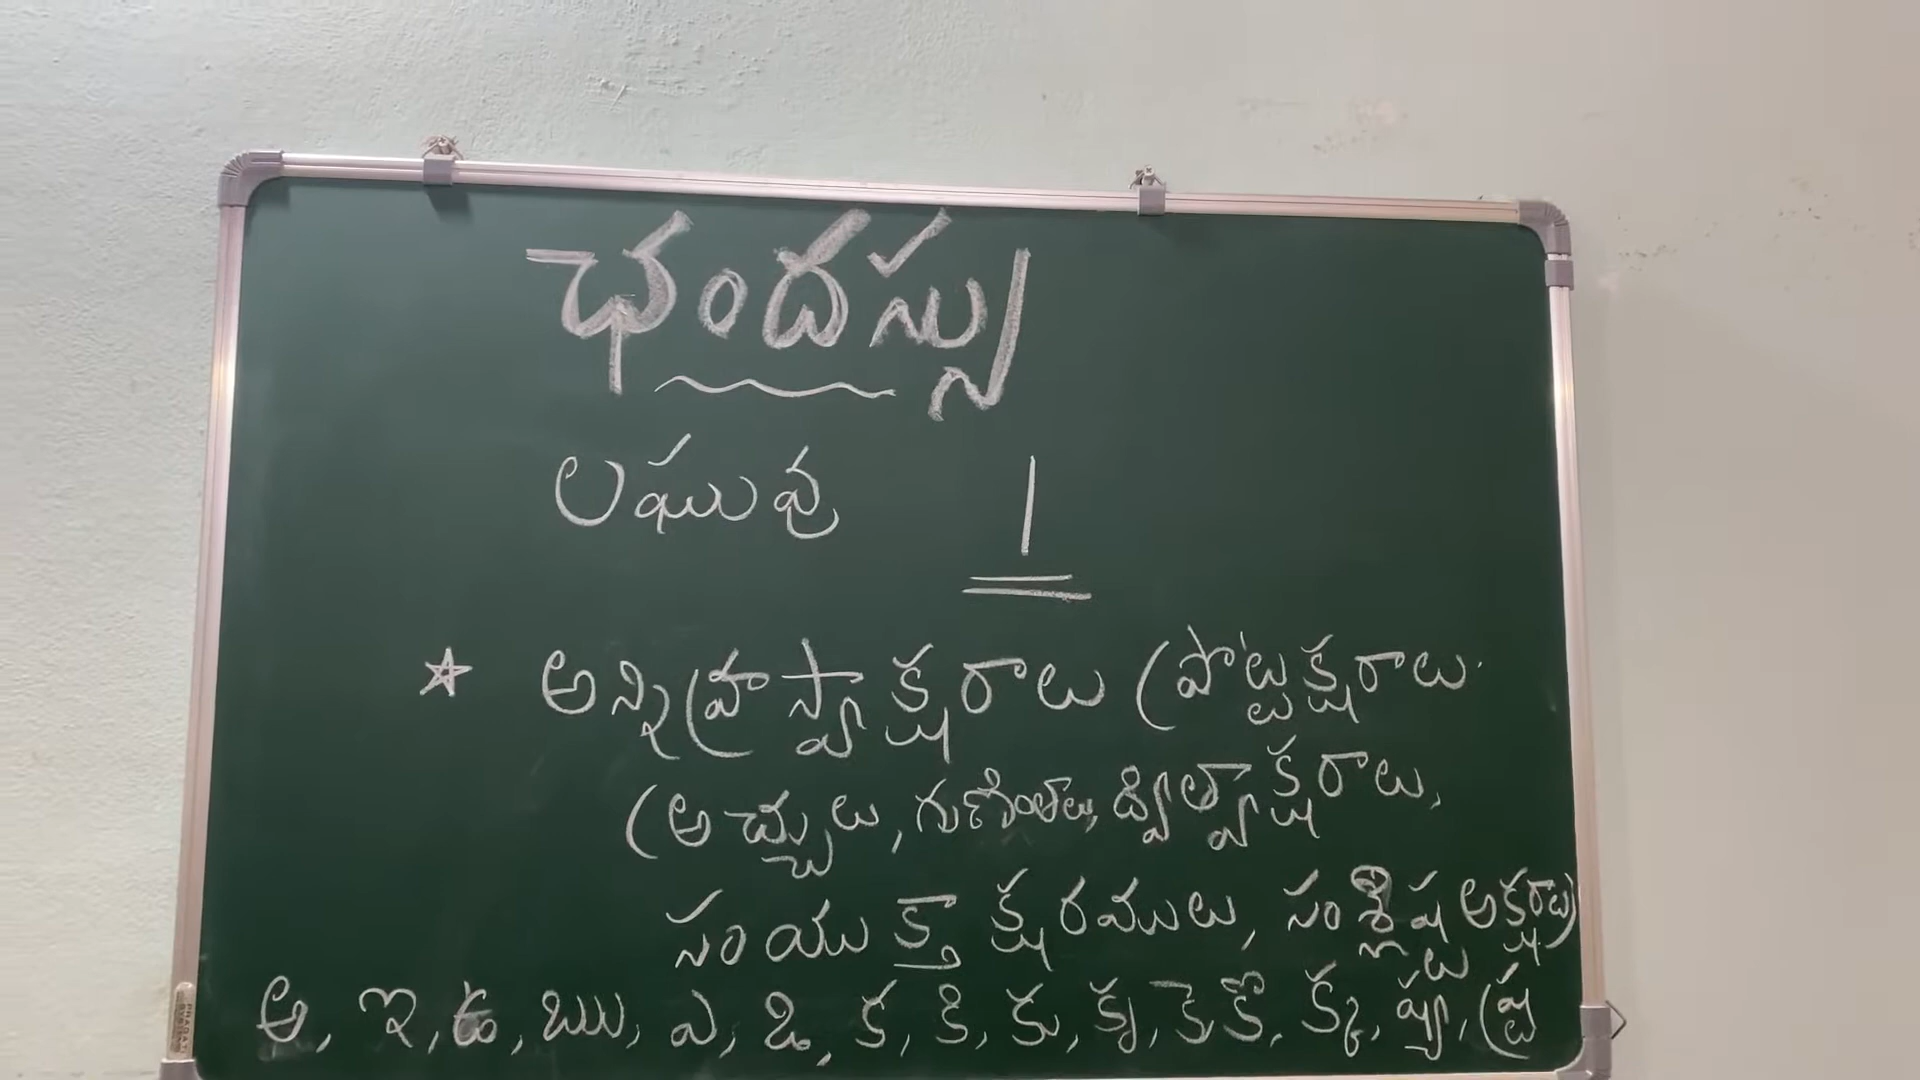 ఛందస్సు
లఘువు I
☆ అన్ని హ్రస్వాక్షరాలు (పొట్టక్షరాలు
(అచ్చులు, గుణింతాలు, ద్విత్వాక్షరాలు,
సంయుక్తాక్షరములు, సంశ్లిష్ట అక్షరాలు)
అ, ఇ, ఉ, ఋ, ఎ, ఒ, క, కి, కు, కృ, కె, కొ, క్క,